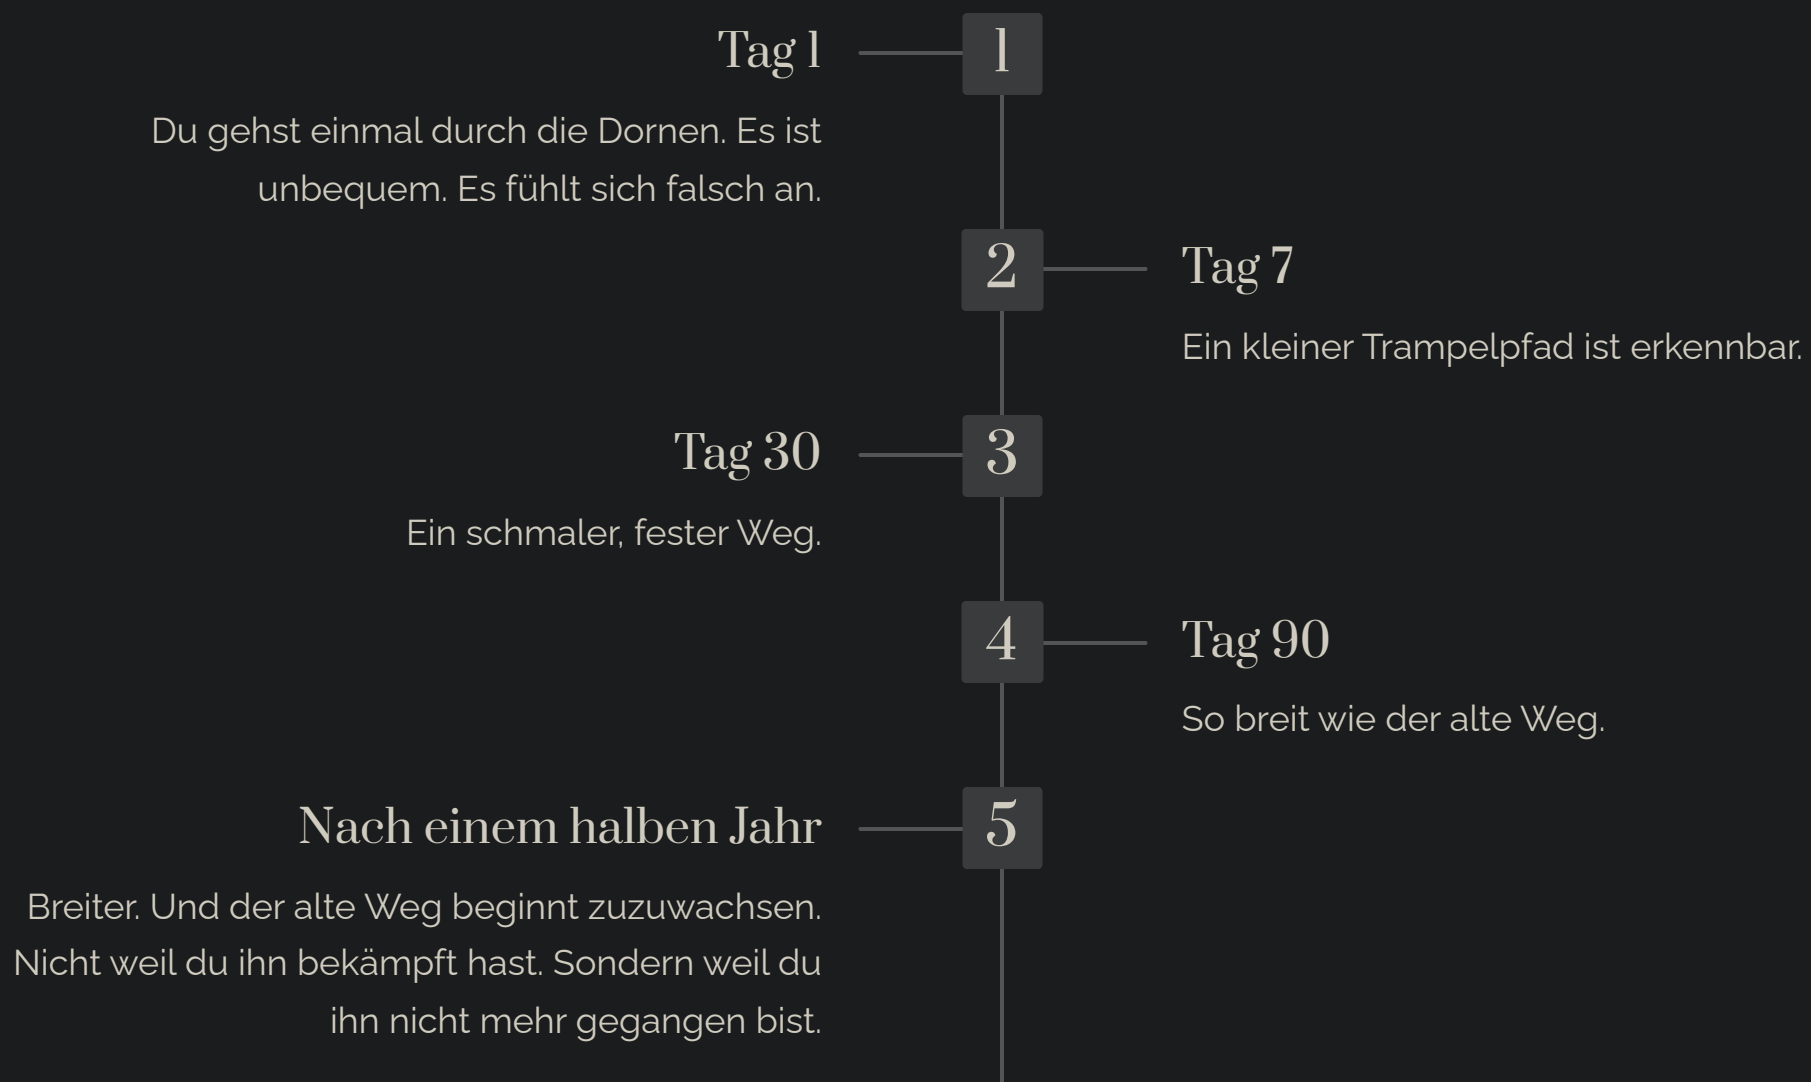 Tag 1
1
Du gehst einmal durch die Dornen. Es ist
unbequem. Es fühlt sich falsch an.
2
Tag 7
Ein kleiner Trampelpfad ist erkennbar.
Tag 30
3
Ein schmaler, fester Weg.
4
Tag 90
So breit wie der alte Weg.
Nach einem halben Jahr
5
Breiter. Und der alte Weg beginnt zuzuwachsen.
Nicht weil du ihn bekämpft hast. Sondern weil du
ihn nicht mehr gegangen bist.